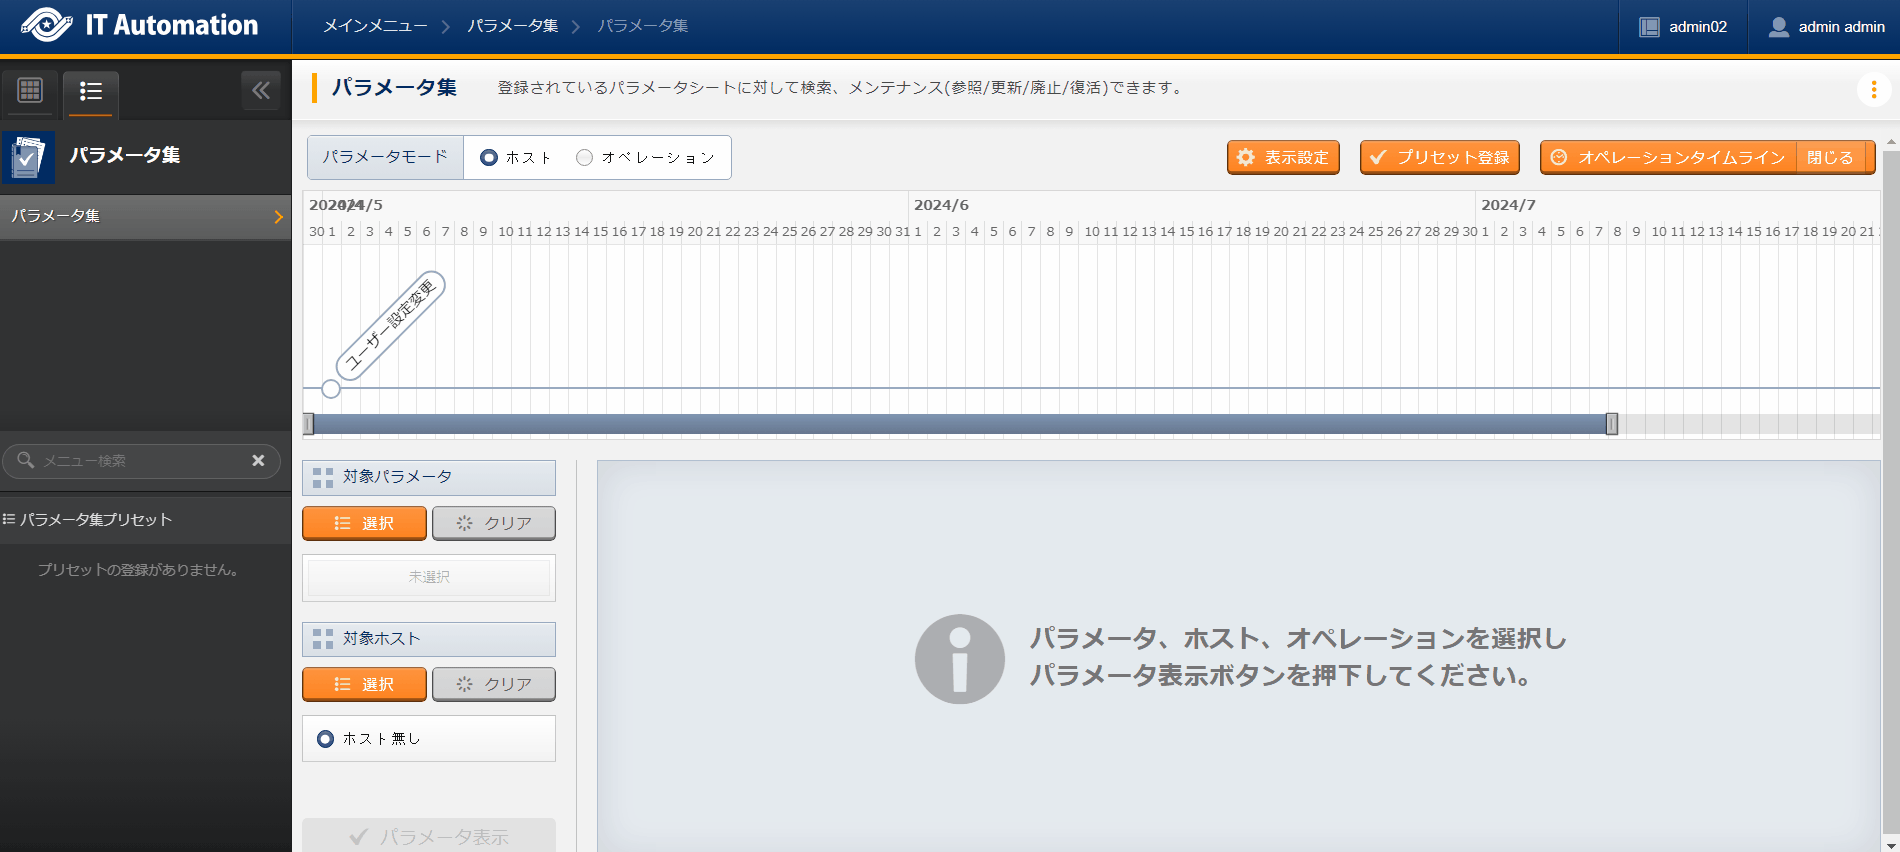 IT Automation
メインメニュー
パラメータ集
パラメータ集
admin02
admin admin
パラメータ集
パラメータ集
メニュー検索
パラメータ集プリセット
プリセットの登録がありません。
パラメータ集
登録されているパラメータシートに対して検索、メンテナンス(参照/更新/廃止/復活)できます。
パラメータモード
ホスト
オペレーション
表示設定
プリセット登録
オペレーションタイムライン
閉じる
2024/4
2024/5
2024/6
2024/7
30 1 2 3 4 5 6 7 8 9 10 11 12 13 14 15 16 17 18 19 20 21 22 23 24 25 26 27 28 29 30 31 1 2 3 4 5 6 7 8 9 10 11 12 13 14 15 16 17 18 19 20 21 22 23 24 25 26 27 28 29 30 1 2 3 4 5 6 7 8 9 10 11 12 13 14 15 16 17 18 19 20 21
ユーザー設定変更
対象パラメータ
選択
クリア
未選択
対象ホスト
選択
クリア
ホスト無し
パラメータ表示
パラメータ、ホスト、オペレーションを選択し
パラメータ表示ボタンを押下してください。